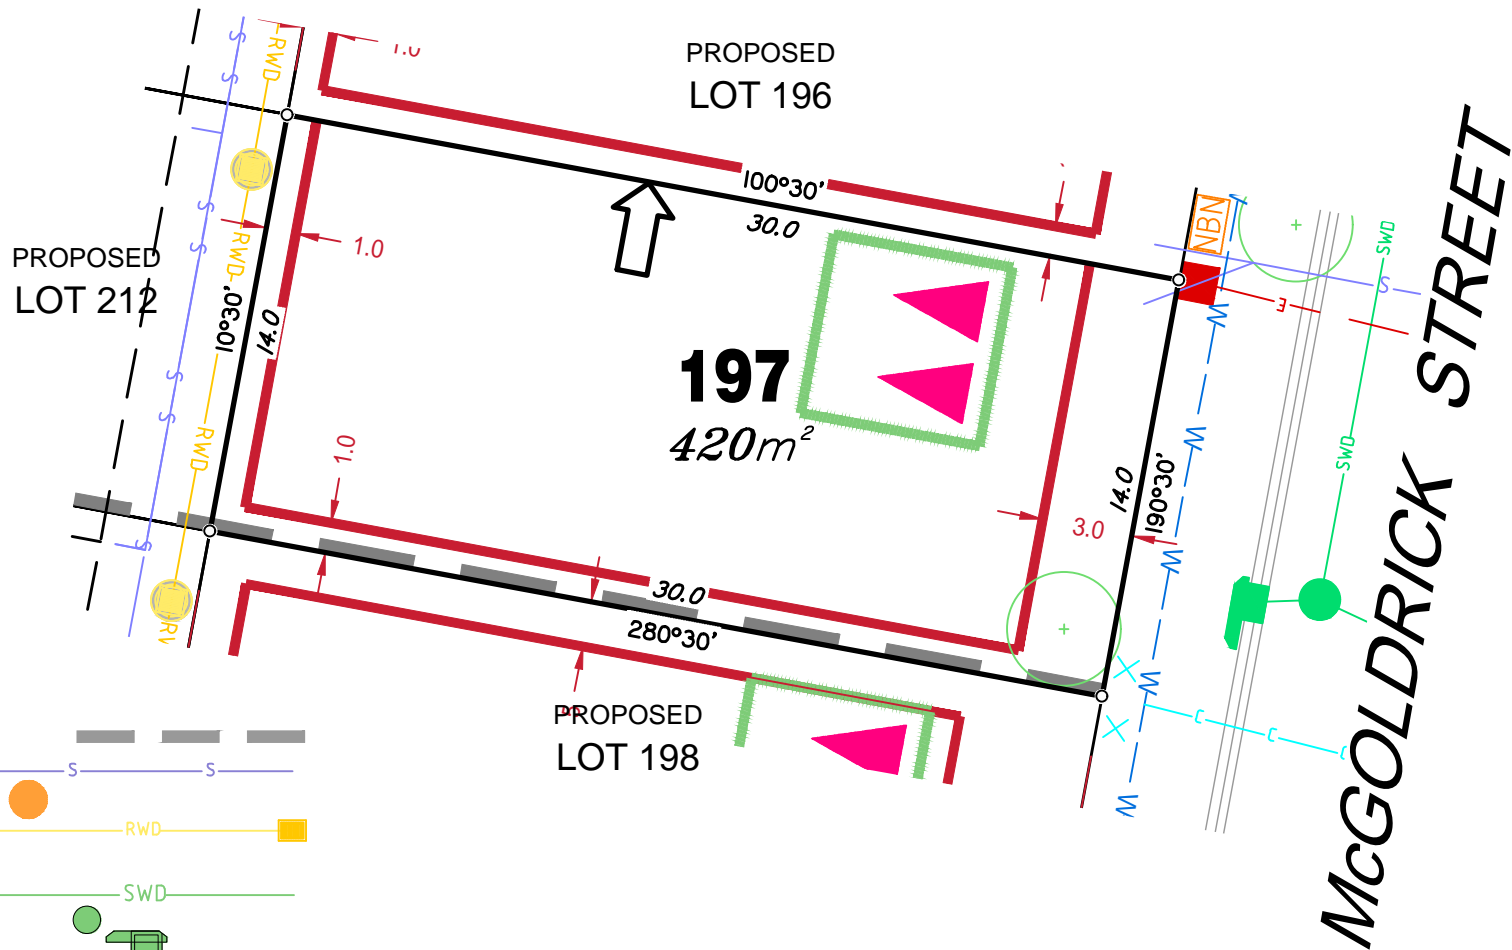 PROPOSED
LOT 196
1.0
RWD
S
S
100°30'
30.0
NBN
SWD
STREET
PROPOSED
LOT 212
S
S
RWD
1.0
10°30'
14.0
197
420m²
S
E
W
W
S
S
RWD
1.0
SWD
14.0
190°30'
3.0
W
S
30.0
280°30'
W
McGOLDRICK
PROPOSED
LOT 198
C
C
C
W
S
S
RWD
SWD